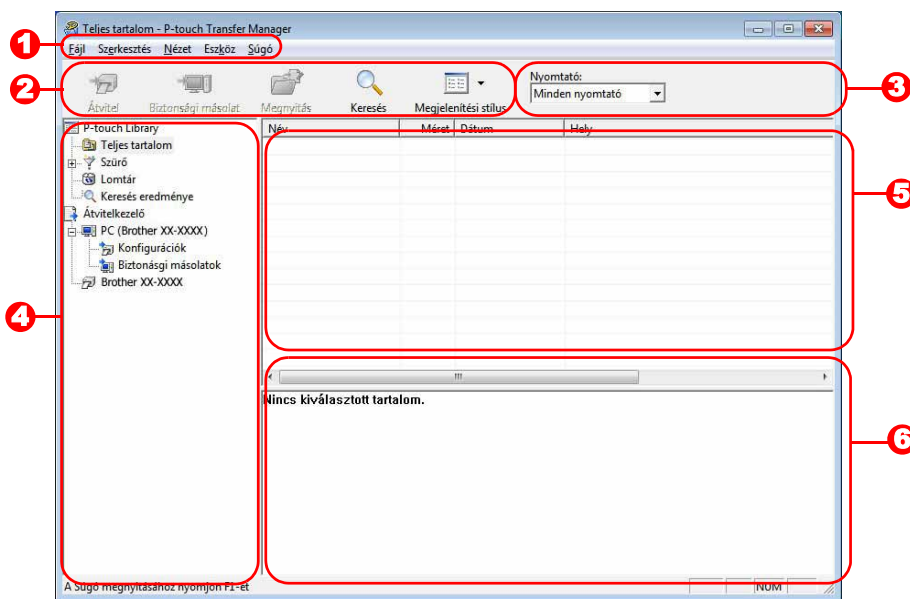 Teljes tartalom - P-touch Transfer Manager
1
Fájl Szerkesztés Nézet Eszköz Súgó
2
Átvitel Biztonsági másolat Megnyitás Keresés Megjelenítési stílus
Nyomtató:
Minden nyomtató
3
P-touch Library
Teljes tartalom
Szűrő
Lomtár
Keresés eredménye
Átvitelkezelő
PC (Brother XX-XXXX)
Konfigurációk
Biztonásgi másolatok
Brother XX-XXXX
4
Név Méret Dátum Hely
5
Nincs kiválasztott tartalom.
6
A Súgó megnyitásához nyomjon F1-et
NUM